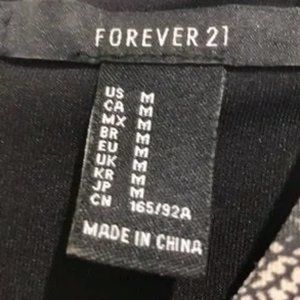 FOREVER 21
US M
CA M
MX M
BR M
EU M
UK M
KR M
JP M
CN 165/92A
MADE IN CHINA